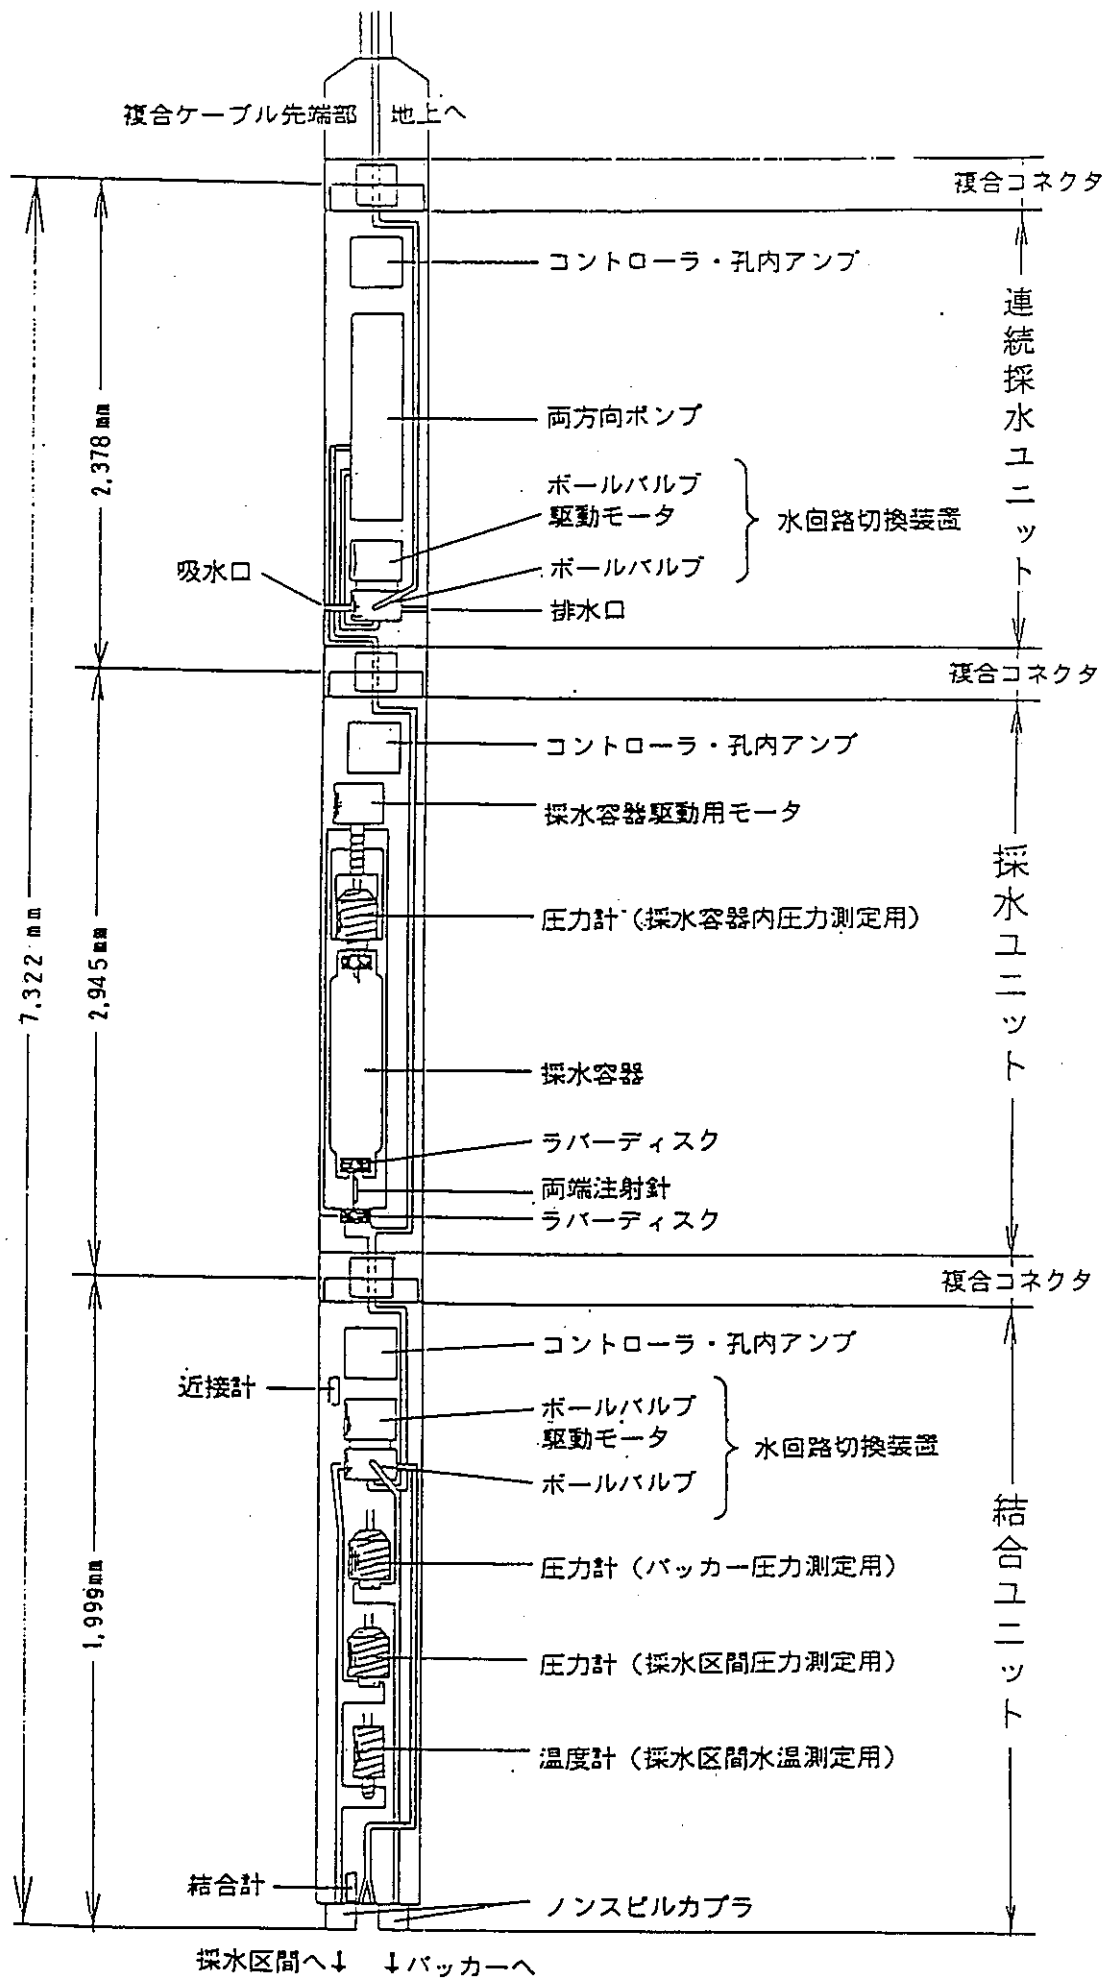 複合ケーブル先端部 地上へ
複合コネクタ
コントローラ・孔内アンプ
連続採水ユニット
両方向ポンプ
2,378mm
ボールバルブ
駆動モータ
水回路切換装置
吸水口
ボールバルブ
排水口
複合コネクタ
コントローラ・孔内アンプ
採水容器駆動用モータ
採水ユニット
圧力計(採水容器内圧力測定用)
7,322mm
2,945mm
採水容器
ラバーディスク
両端注射針
ラバーディスク
複合コネクタ
コントローラ・孔内アンプ
近接計
ボールバルブ
駆動モータ
水回路切換装置
ボールバルブ
結合ユニット
圧力計(パッカー圧力測定用)
1,999mm
圧力計(採水区間圧力測定用)
温度計(採水区間水温測定用)
結合計
ノンスピルカプラ
採水区間へ↓ ↓パッカーへ